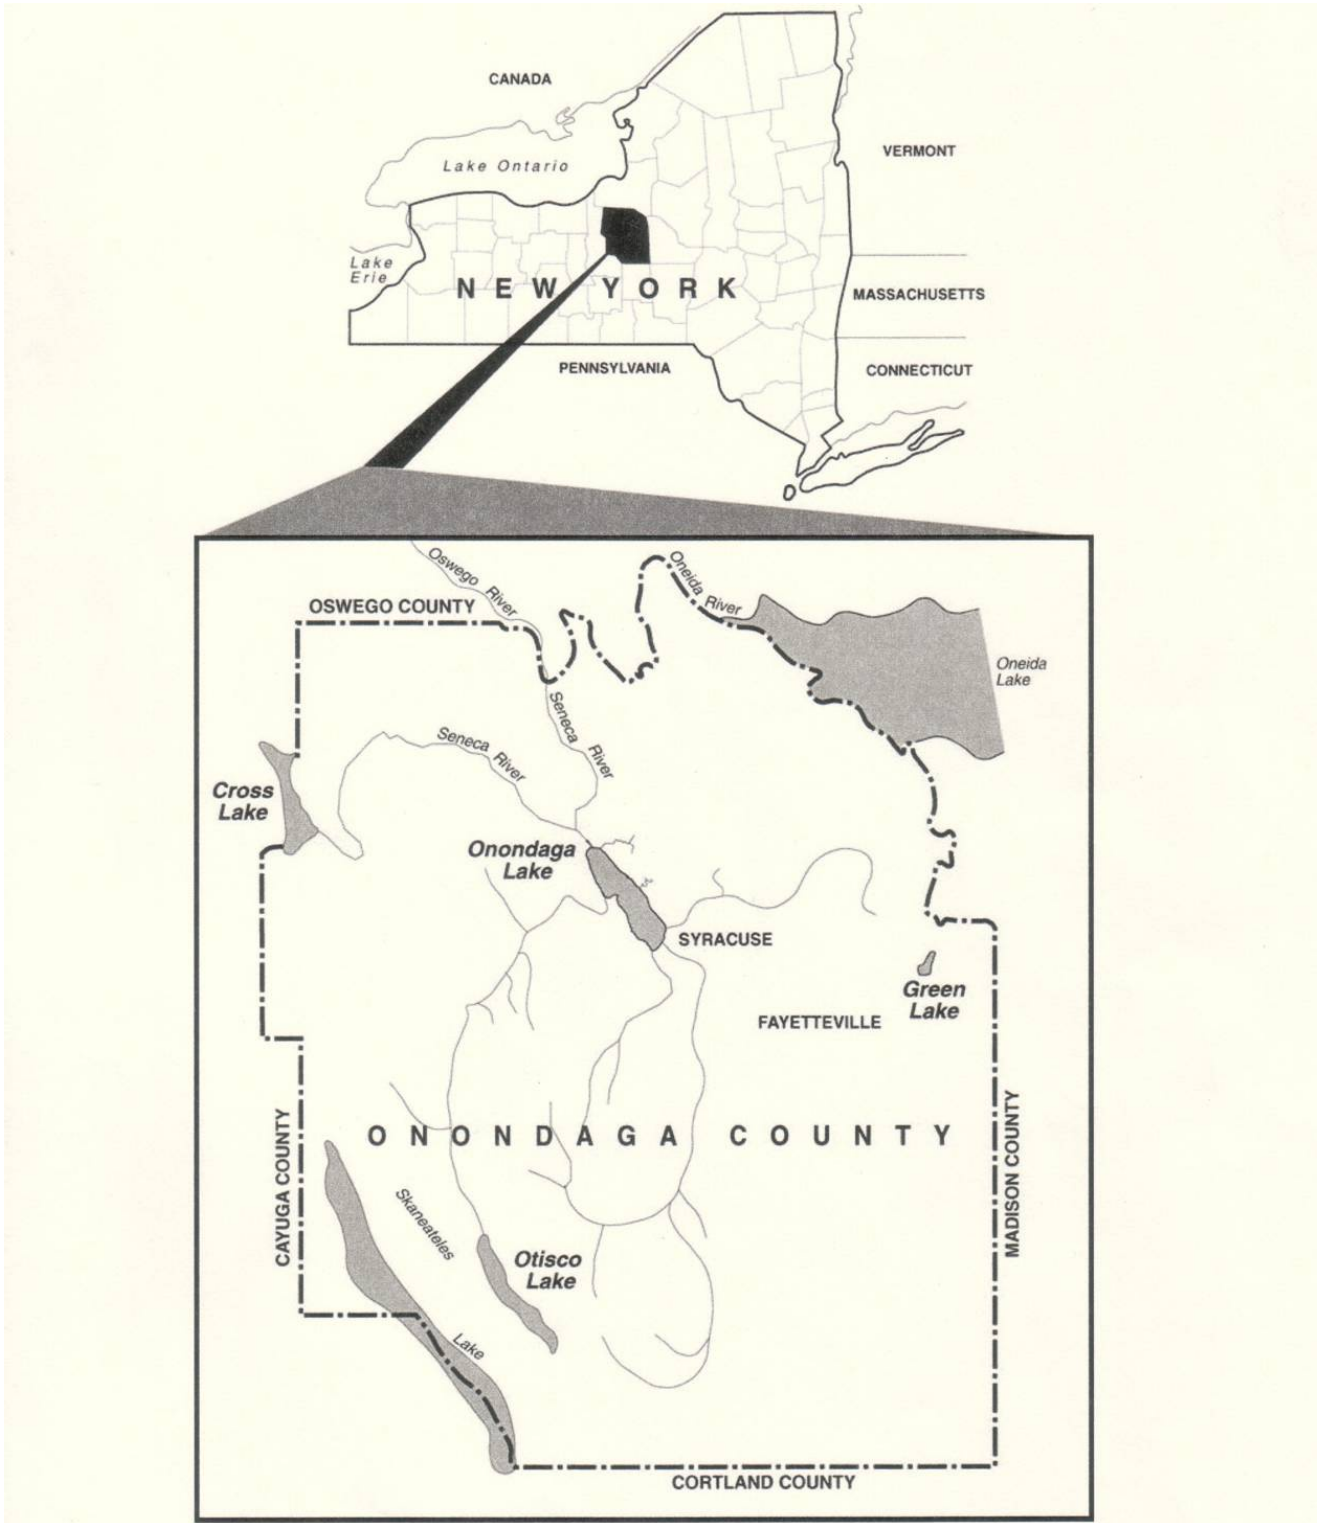 CANADA
Lake Ontario
VERMONT
Lake
Erie
NEW YORK
MASSACHUSETTS
PENNSYLVANIA
CONNECTICUT
Oswego River
OSWEGO COUNTY
Oneida River
Oneida
Lake
Seneca River
Seneca River
Cross
Lake
Onondaga
Lake
SYRACUSE
Green
Lake
FAYETTEVILLE
ONONDAGA COUNTY
CAYUGA COUNTY
MADISON COUNTY
Skaneateles
Lake
Otisco
Lake
CORTLAND COUNTY